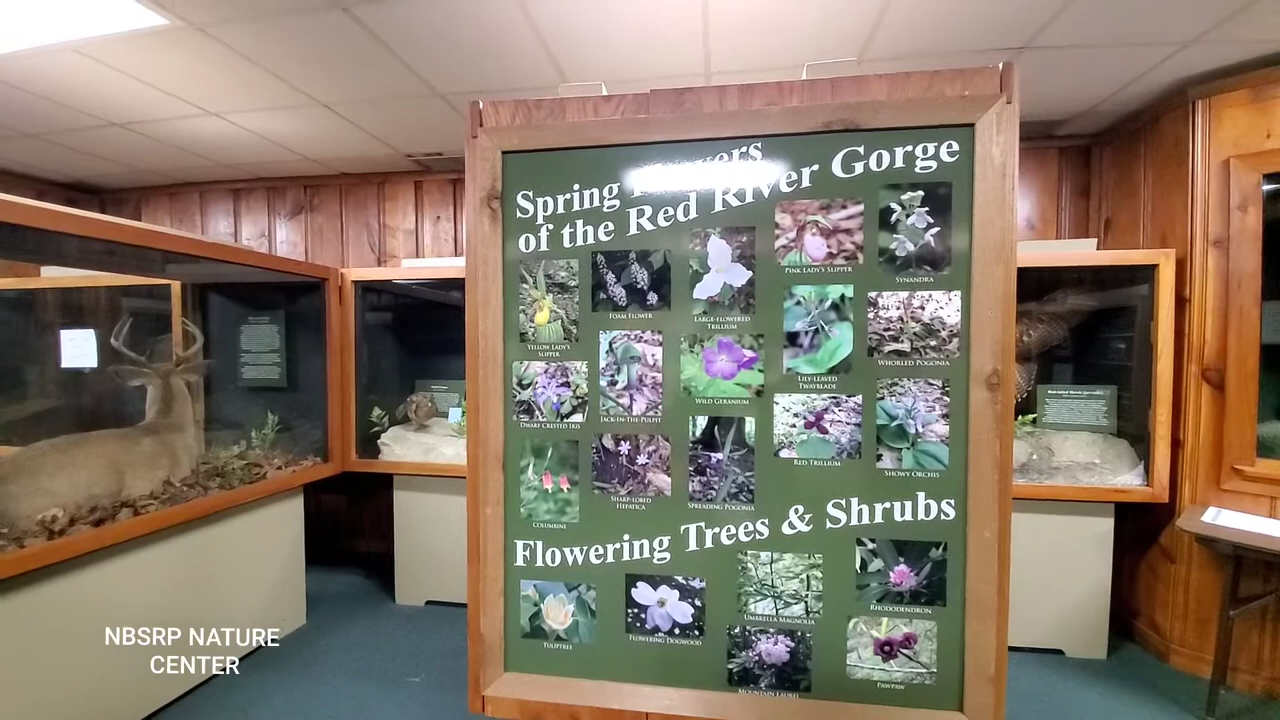 Spring Flowers
of the Red River Gorge
Pink Lady's Slipper
Synandra
Foam Flower
Large-flowered
Trillium
Yellow Lady's
Slipper
Lily-leaved
Twayblade
Whorled Pogonia
Wild Geranium
Dwarf Crested Iris
Jack-in-the-Pulpit
Red Trillium
Showy Orchis
Columbine
Sharp-lobed
Hepatica
Spreading Pogonia
Flowering Trees & Shrubs
Tuliptree
Flowering Dogwood
Umbrella Magnolia
Rhododendron
Mountain Laurel
Pawpaw
NBSRP NATURE
CENTER